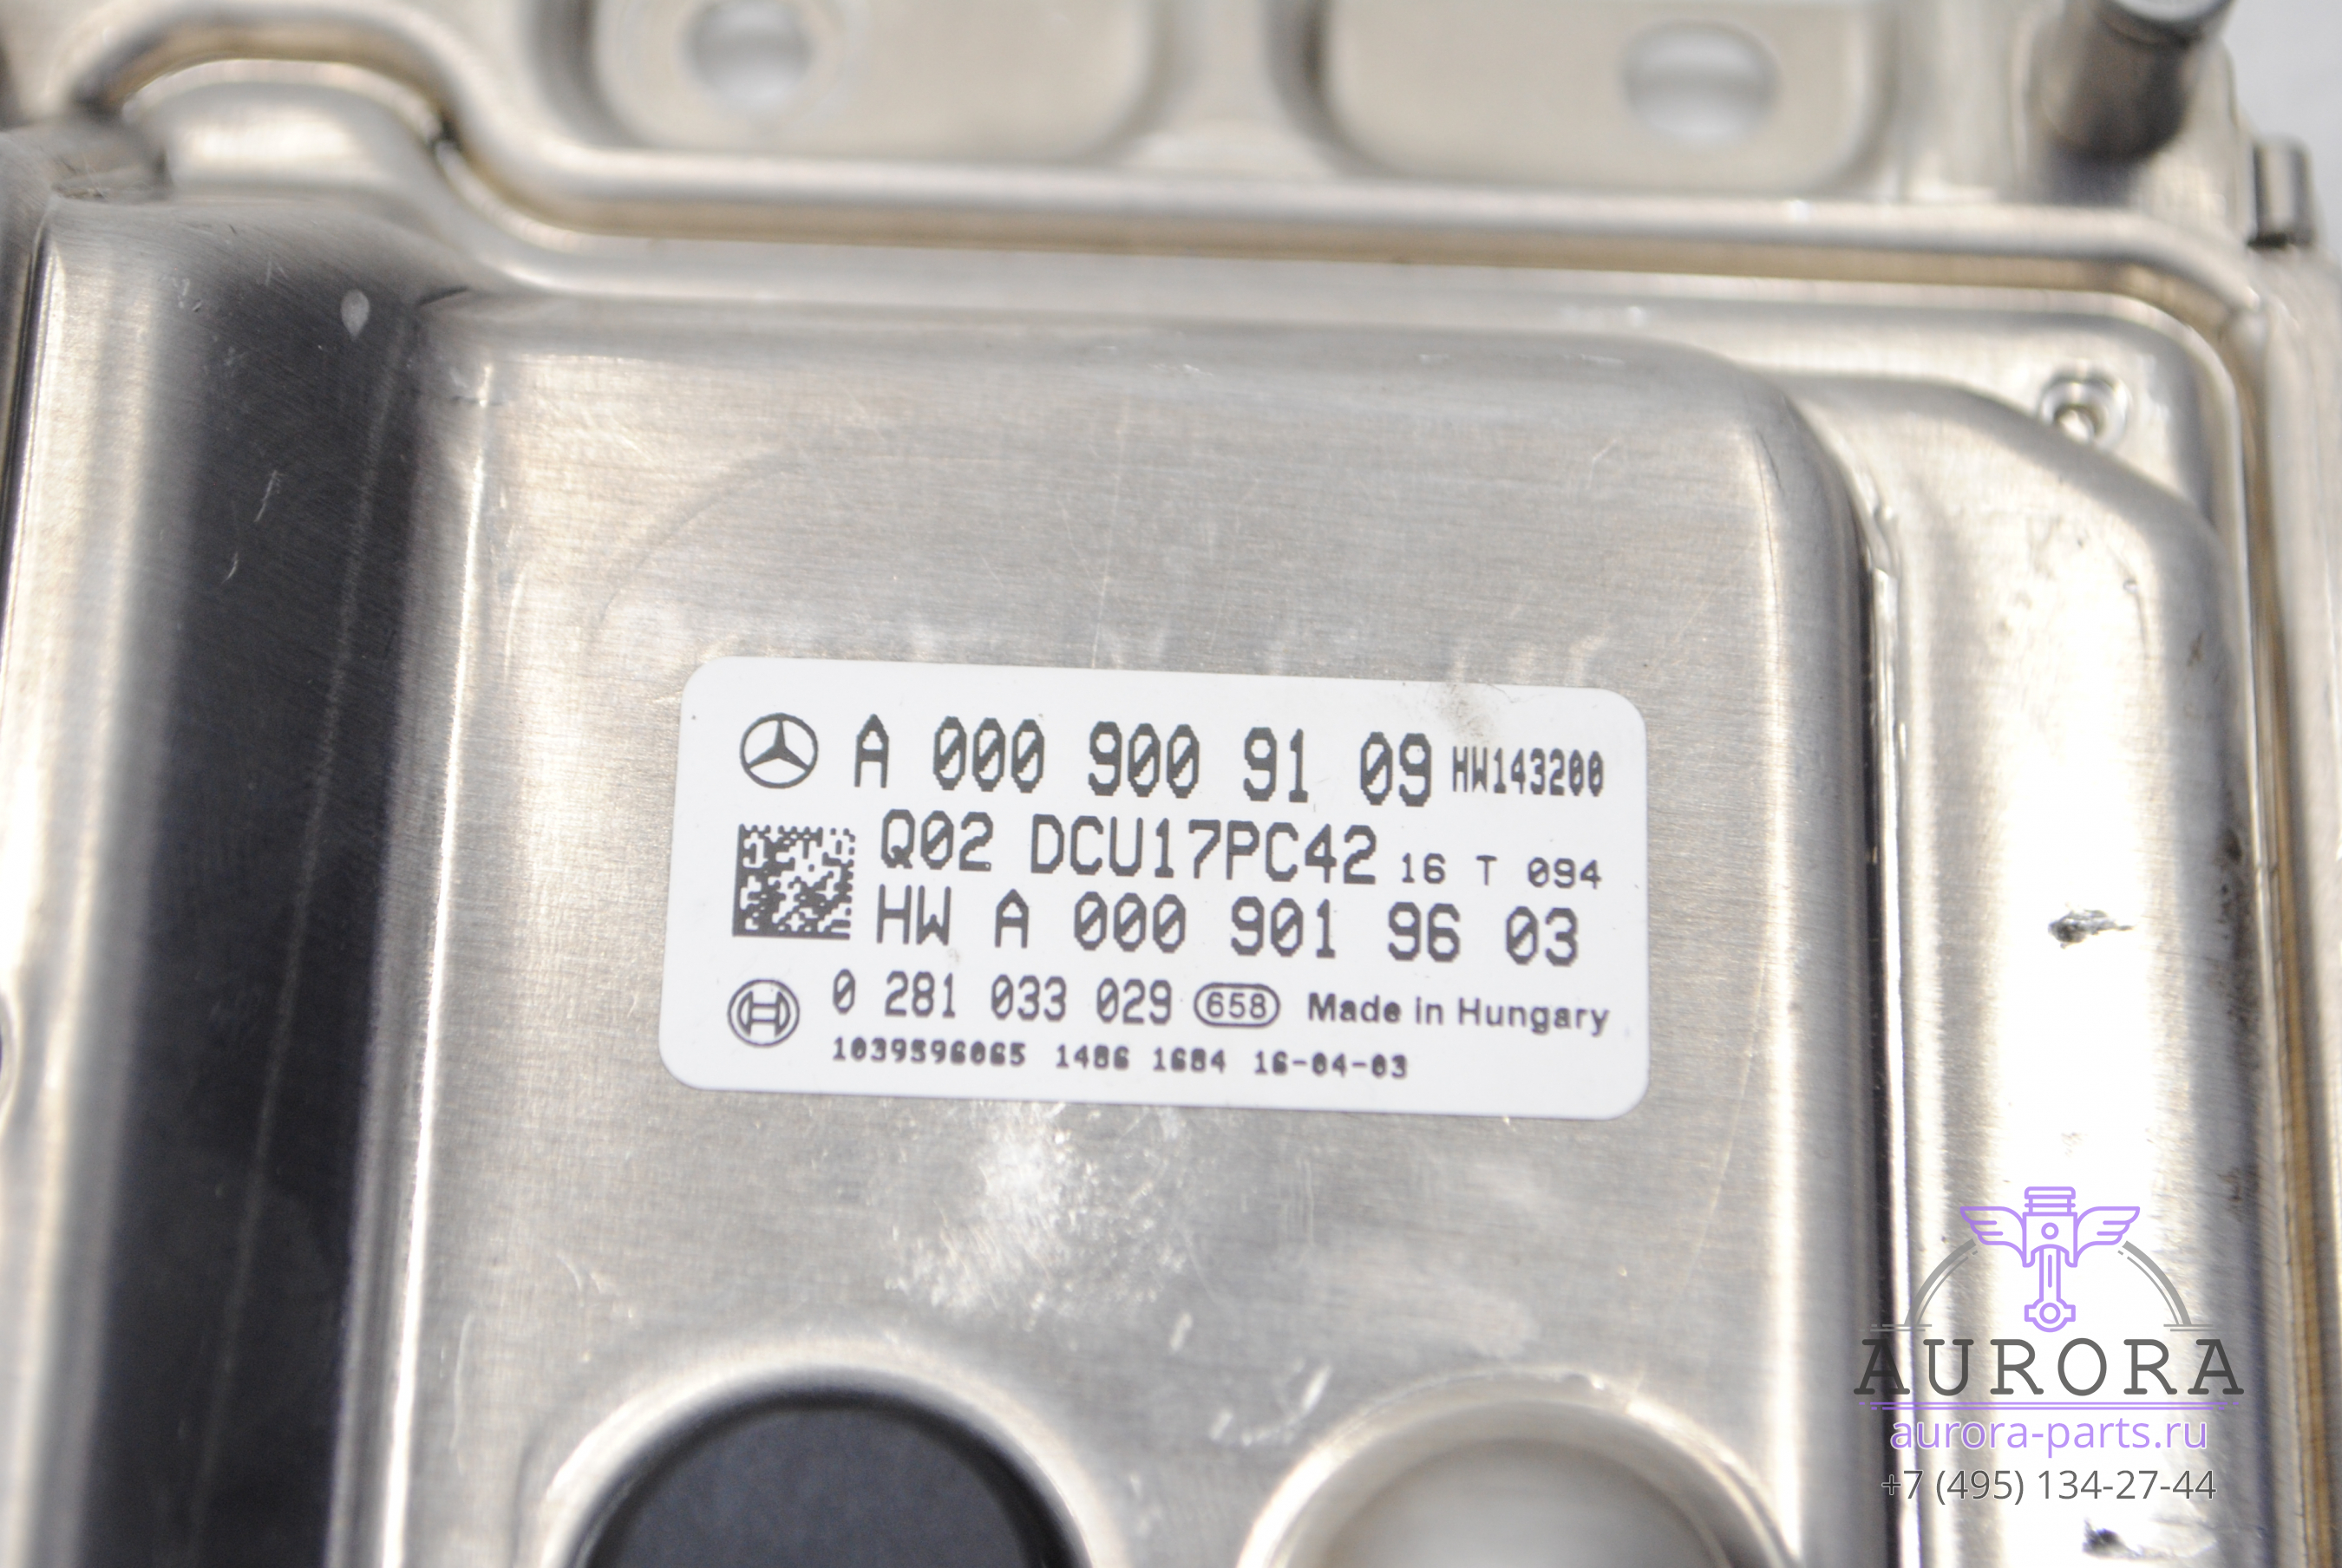 A 000 900 91 09 HW143200
Q02 DCU17PC42 16 T 094
HW A 000 901 96 03
0 281 033 029 658 Made in Hungary
1039S96065 1486 1684 16-04-03
AURORA
aurora-parts.ru
+7 (495) 134-27-44